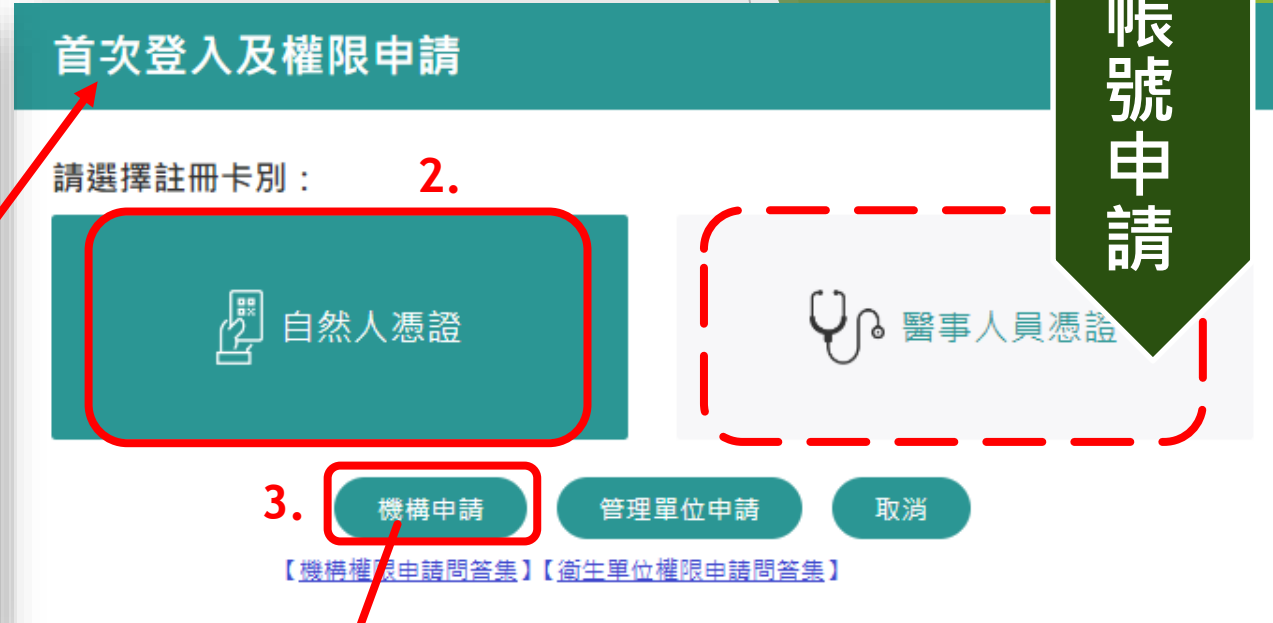 首次登入及權限申請
帳號申請
請選擇註冊卡別：
2.
自然人憑證
醫事人員憑證
3.
機構申請
管理單位申請
取消
【機構權限申請問答集】【衛生單位權限申請問答集】